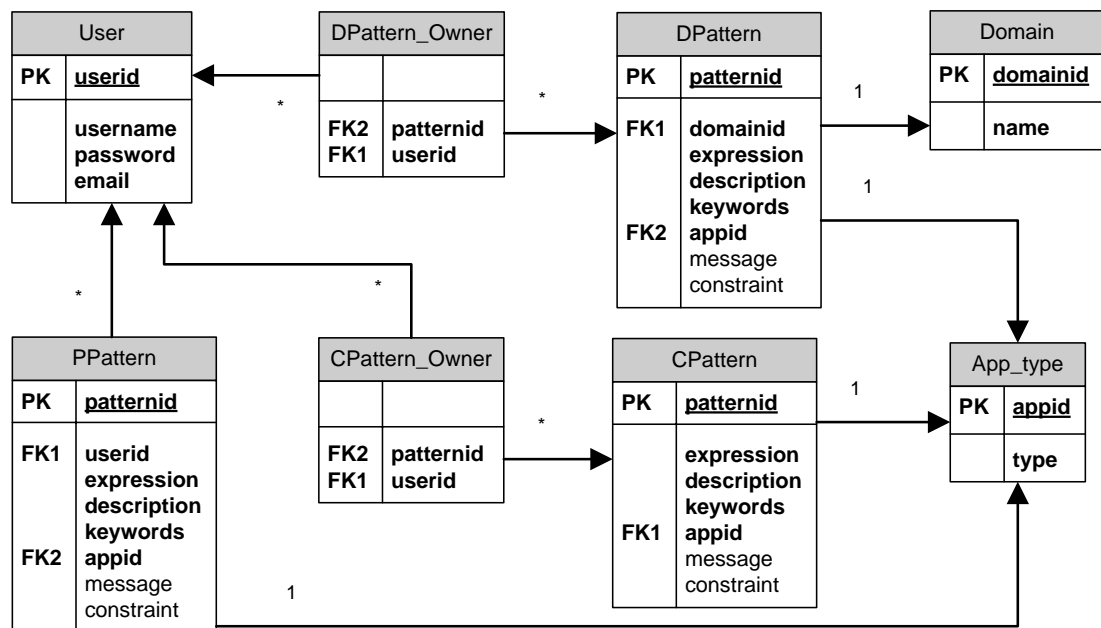 User
PK userid
username
password
email
DPattern_Owner
FK2 patternid
FK1 userid
DPattern
PK patternid
FK1 domainid
expression
description
keywords
FK2 appid
message
constraint
Domain
PK domainid
name
*
*
1
1
*
*
PPattern
PK patternid
FK1 userid
expression
description
keywords
FK2 appid
message
constraint
CPattern_Owner
FK2 patternid
FK1 userid
*
CPattern
PK patternid
expression
description
keywords
FK1 appid
message
constraint
1
App_type
PK appid
type
1